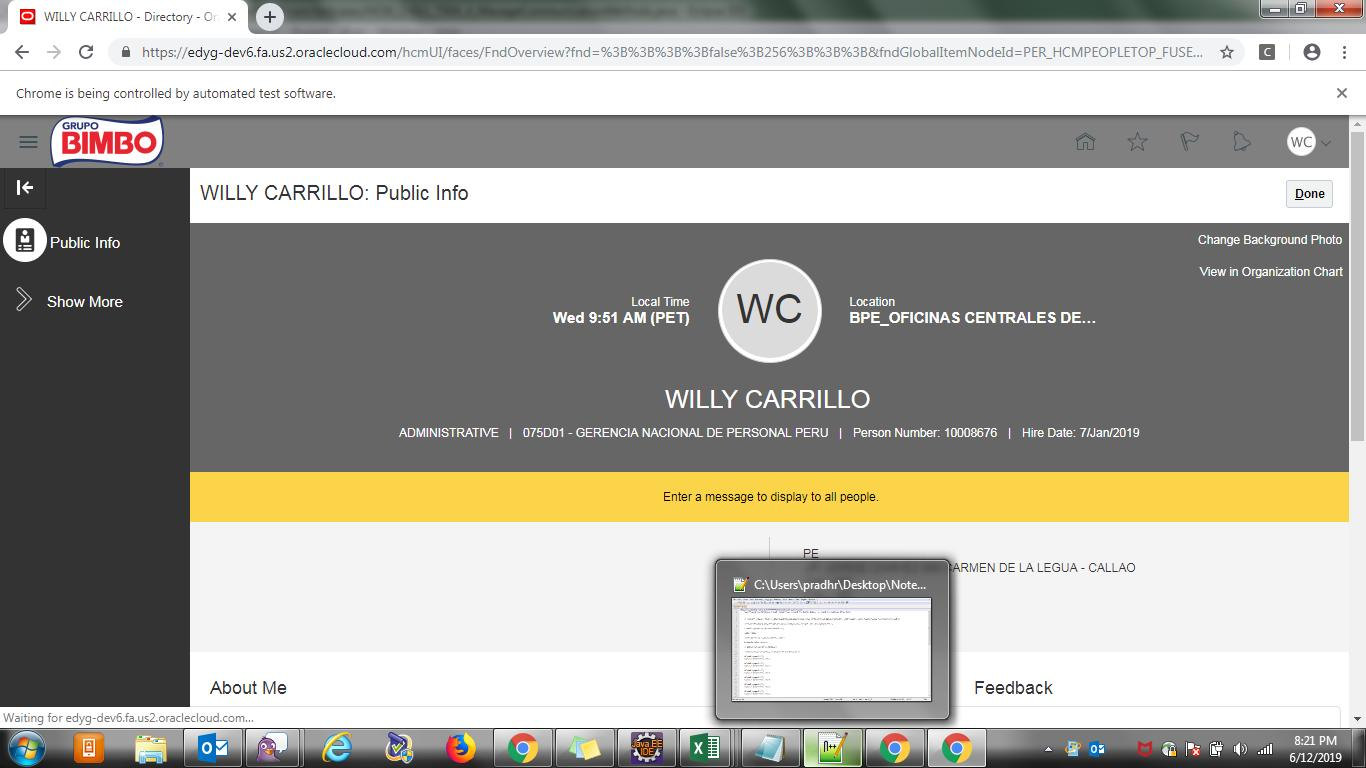 WILLY CARRILLO - Directory - Or
https://edyg-dev6.fa.us2.oraclecloud.com/hcmUI/faces/FndOverview?fnd=%3B%3B%3B%3Bfalse%3B256%3B%3B%3B&fndGlobalItemNodeId=PER_HCMPEOPLETOP_FUSE...
C
Chrome is being controlled by automated test software.
GRUPO
BIMBO
WC
WILLY CARRILLO: Public Info
Done
Public Info
Show More
Change Background Photo
View in Organization Chart
Local Time
Wed 9:51 AM (PET)
WC
Location
BPE_OFICINAS CENTRALES DE...
WILLY CARRILLO
ADMINISTRATIVE | 075D01 - GERENCIA NACIONAL DE PERSONAL PERU | Person Number: 10008676 | Hire Date: 7/Jan/2019
Enter a message to display to all people.
PE
CARMEN DE LA LEGUA - CALLAO
C:\Users\pradhr\Desktop\Note...
About Me
Feedback
Waiting for edyg-dev6.fa.us2.oraclecloud.com...
Java EE
IDE
8:21 PM
6/12/2019